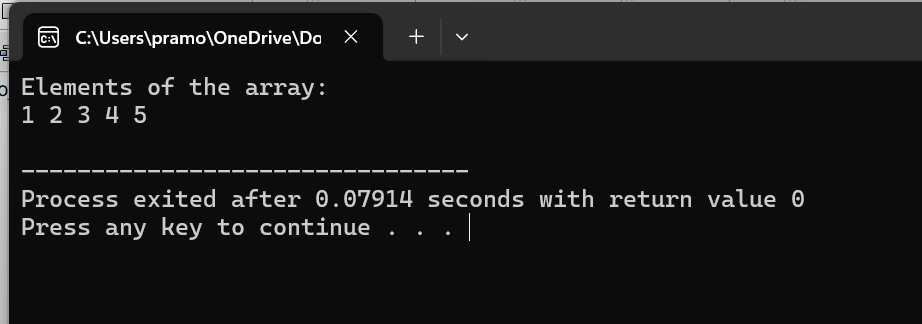 C:\Users\pramo\OneDrive\Do
Elements of the array:
1 2 3 4 5
--------------------------------
Process exited after 0.07914 seconds with return value 0
Press any key to continue . . .